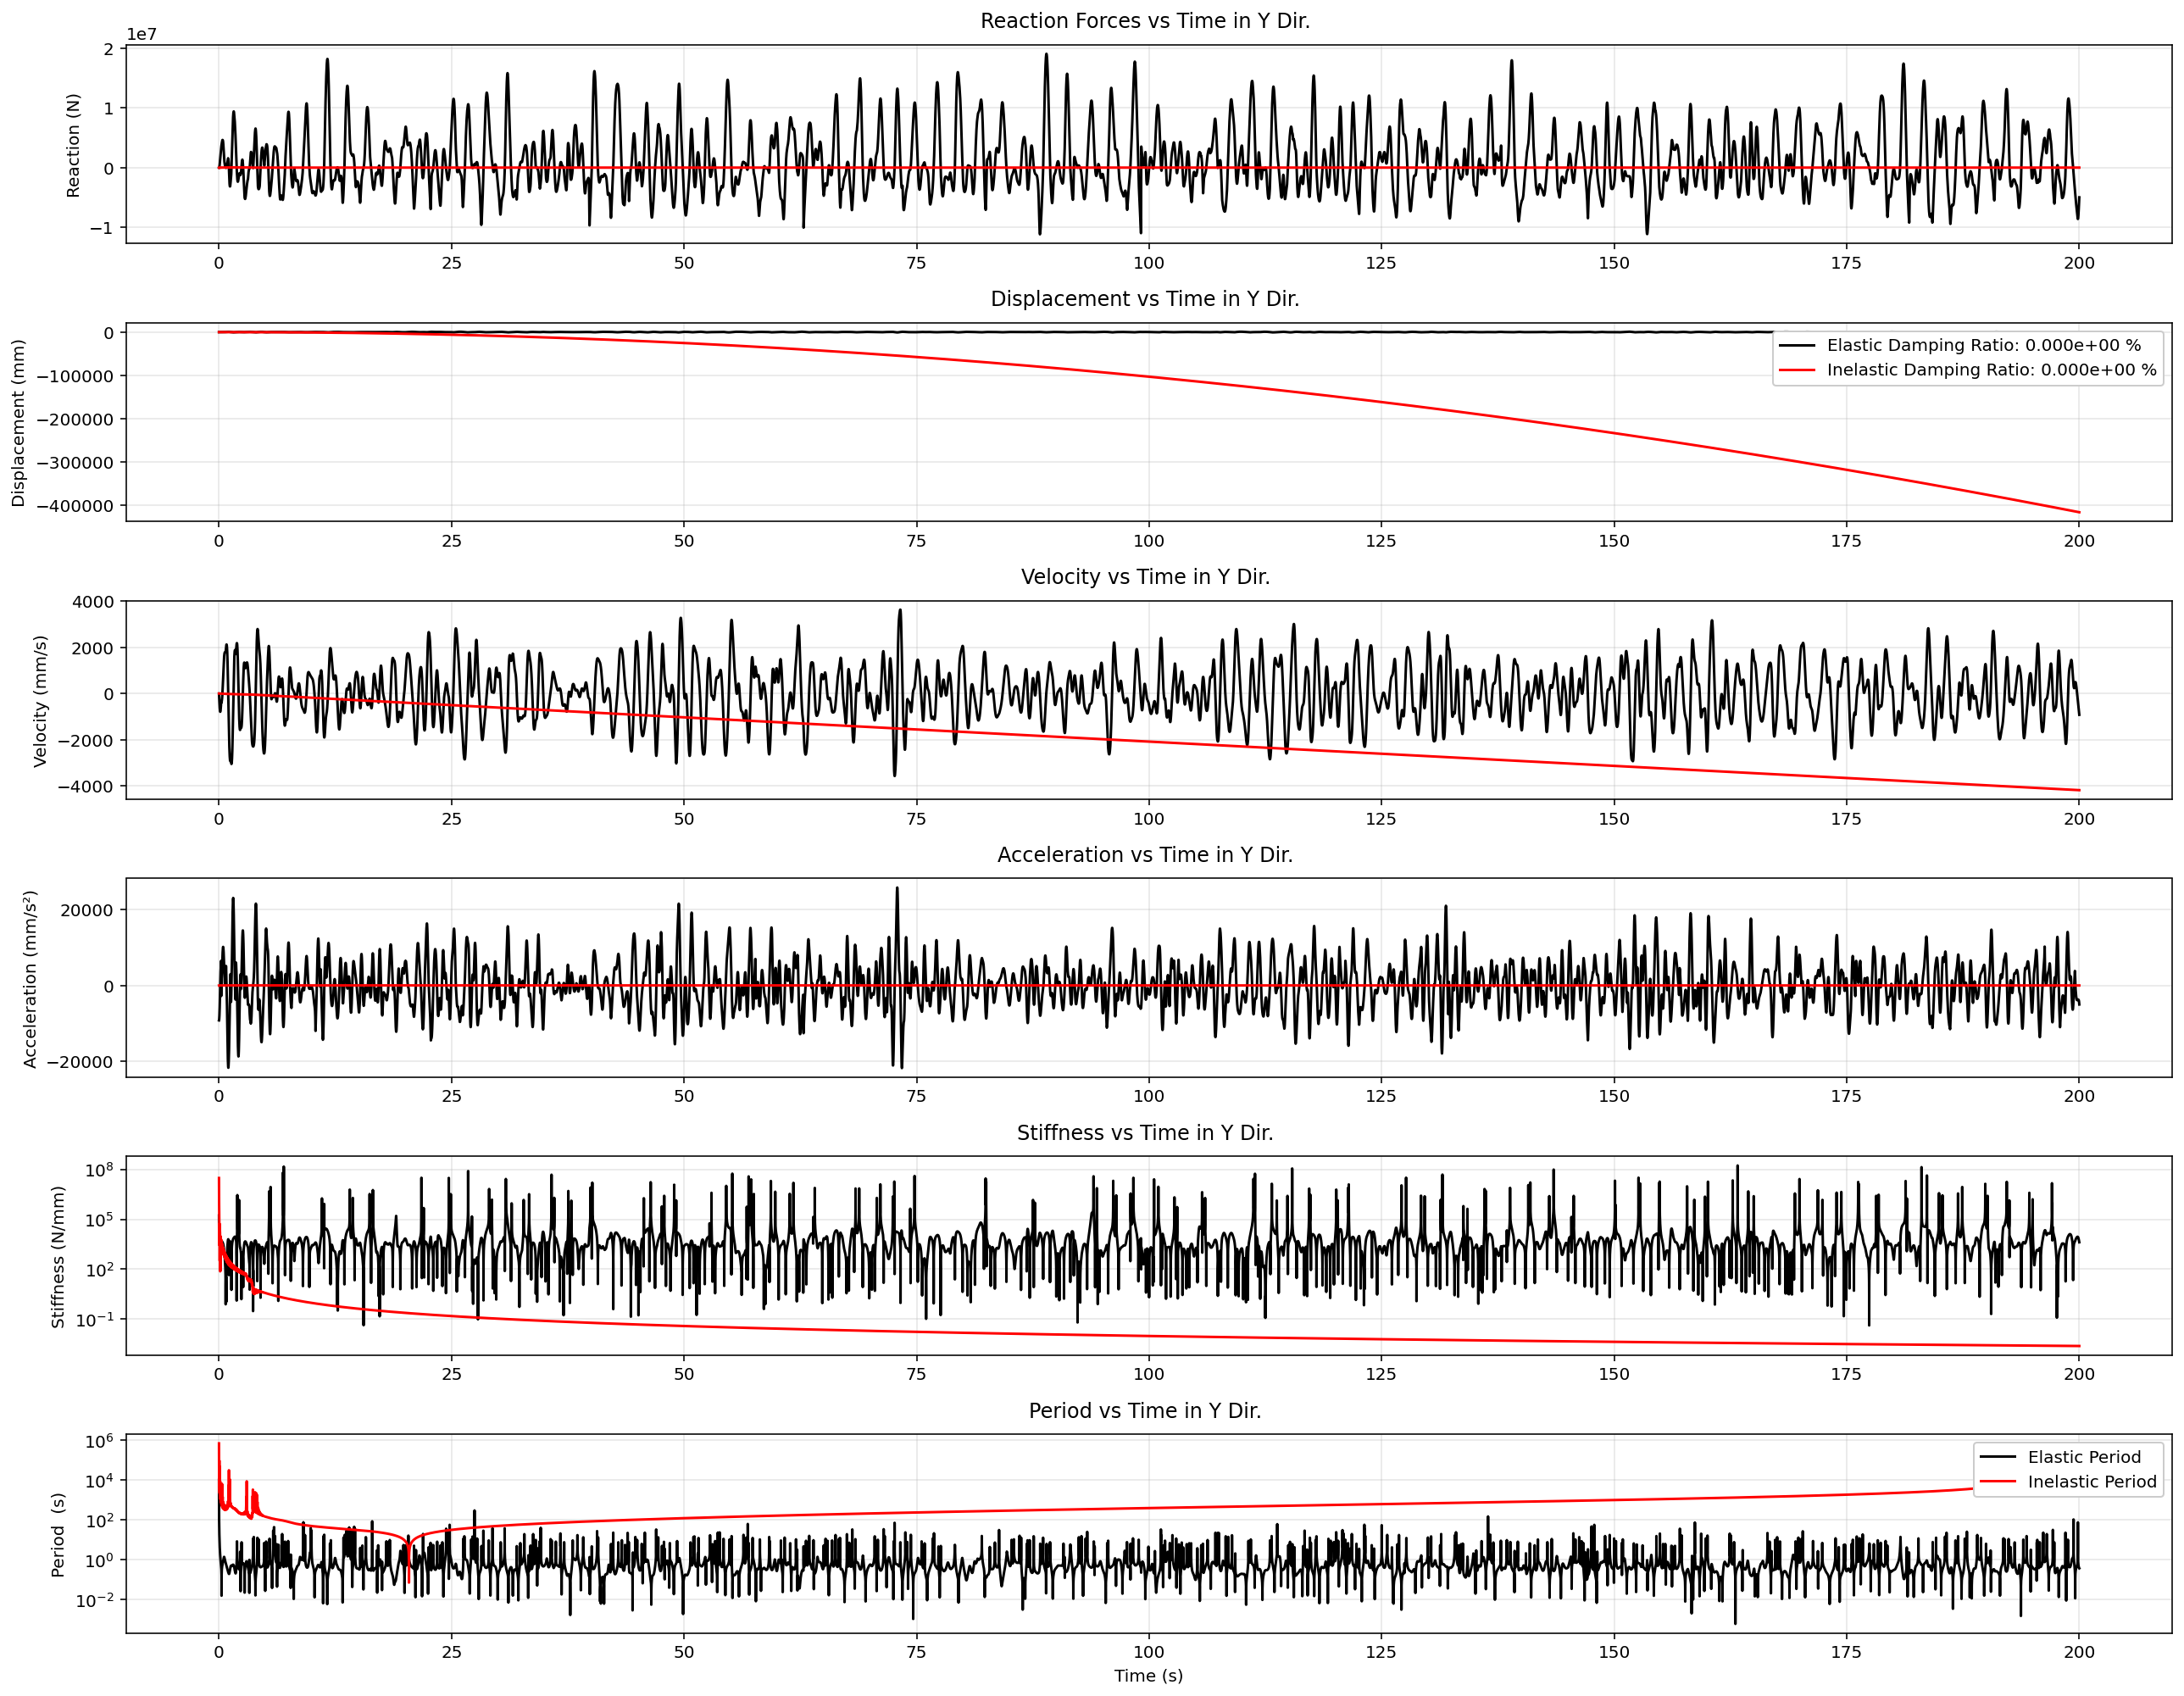 Reaction Forces vs Time in Y Dir.
1e7
Reaction (N)
2
1
0
−1
0 25 50 75 100 125 150 175 200
Displacement vs Time in Y Dir.
Displacement (mm)
0
−100000
−200000
−300000
−400000
Elastic Damping Ratio: 0.000e+00 %
Inelastic Damping Ratio: 0.000e+00 %
0 25 50 75 100 125 150 175 200
Velocity vs Time in Y Dir.
Velocity (mm/s)
4000
2000
0
−2000
−4000
0 25 50 75 100 125 150 175 200
Acceleration vs Time in Y Dir.
Acceleration (mm/s²)
20000
0
−20000
0 25 50 75 100 125 150 175 200
Stiffness vs Time in Y Dir.
Stiffness (N/mm)
10⁸
10⁵
10²
10⁻¹
0 25 50 75 100 125 150 175 200
Period vs Time in Y Dir.
Period  (s)
10⁶
10⁴
10²
10⁰
10⁻²
Elastic Period
Inelastic Period
0 25 50 75 100 125 150 175 200
Time (s)